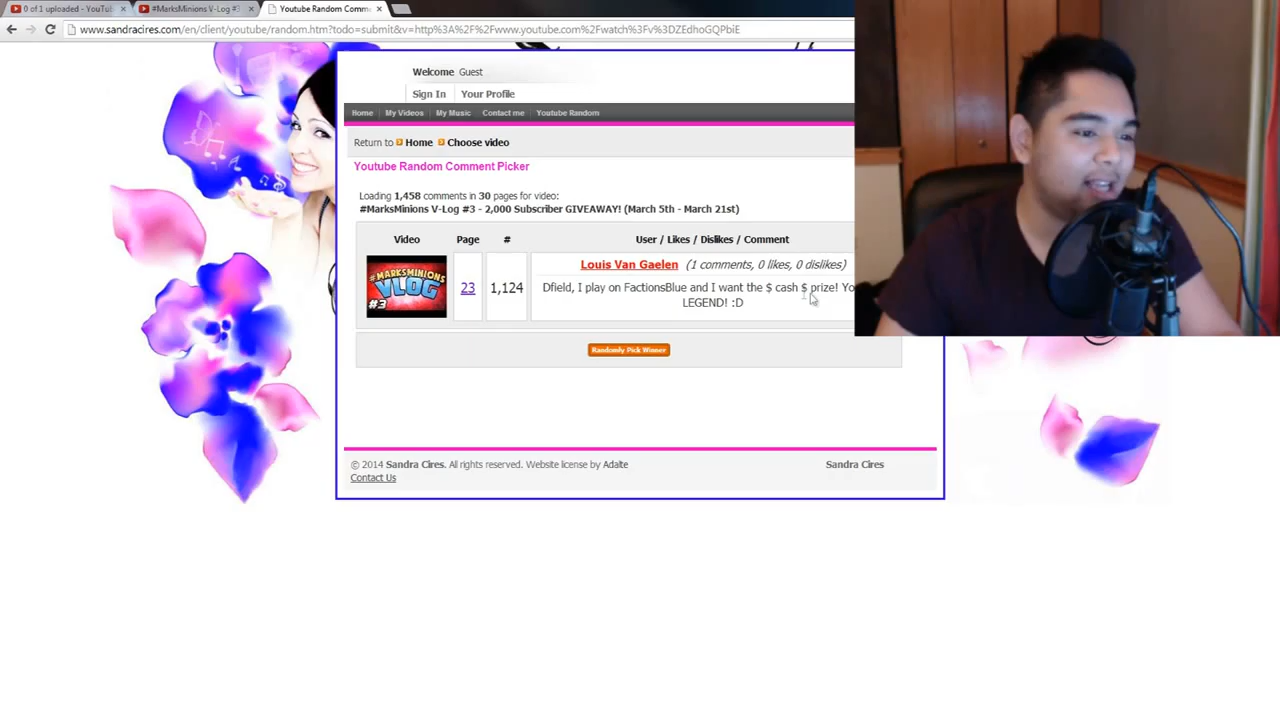 0 of 1 uploaded - YouTu
#MarksMinions V-Log #3
Youtube Random Comme
www.sandracires.com/en/client/youtube/random.htm?todo=submit&v=http%3A%2F%2Fwww.youtube.com%2Fwatch%3Fv%3DZEdhoGQPbiE
Welcome Guest
Sign In Your Profile
Home My Videos My Music Contact me Youtube Random
Return to Home Choose video
Youtube Random Comment Picker
Loading 1,458 comments in 30 pages for video:
#MarksMinions V-Log #3 - 2,000 Subscriber GIVEAWAY! (March 5th - March 21st)
Video Page # User / Likes / Dislikes / Comment
#MARKSMINIONS
VLOG
#3
23
1,124
Louis Van Gaelen (1 comments, 0 likes, 0 dislikes)
Dfield, I play on FactionsBlue and I want the $ cash $ prize! Yo
LEGEND! :D
Randomly Pick Winner
© 2014 Sandra Cires. All rights reserved. Website license by Adalte
Sandra Cires
Contact Us